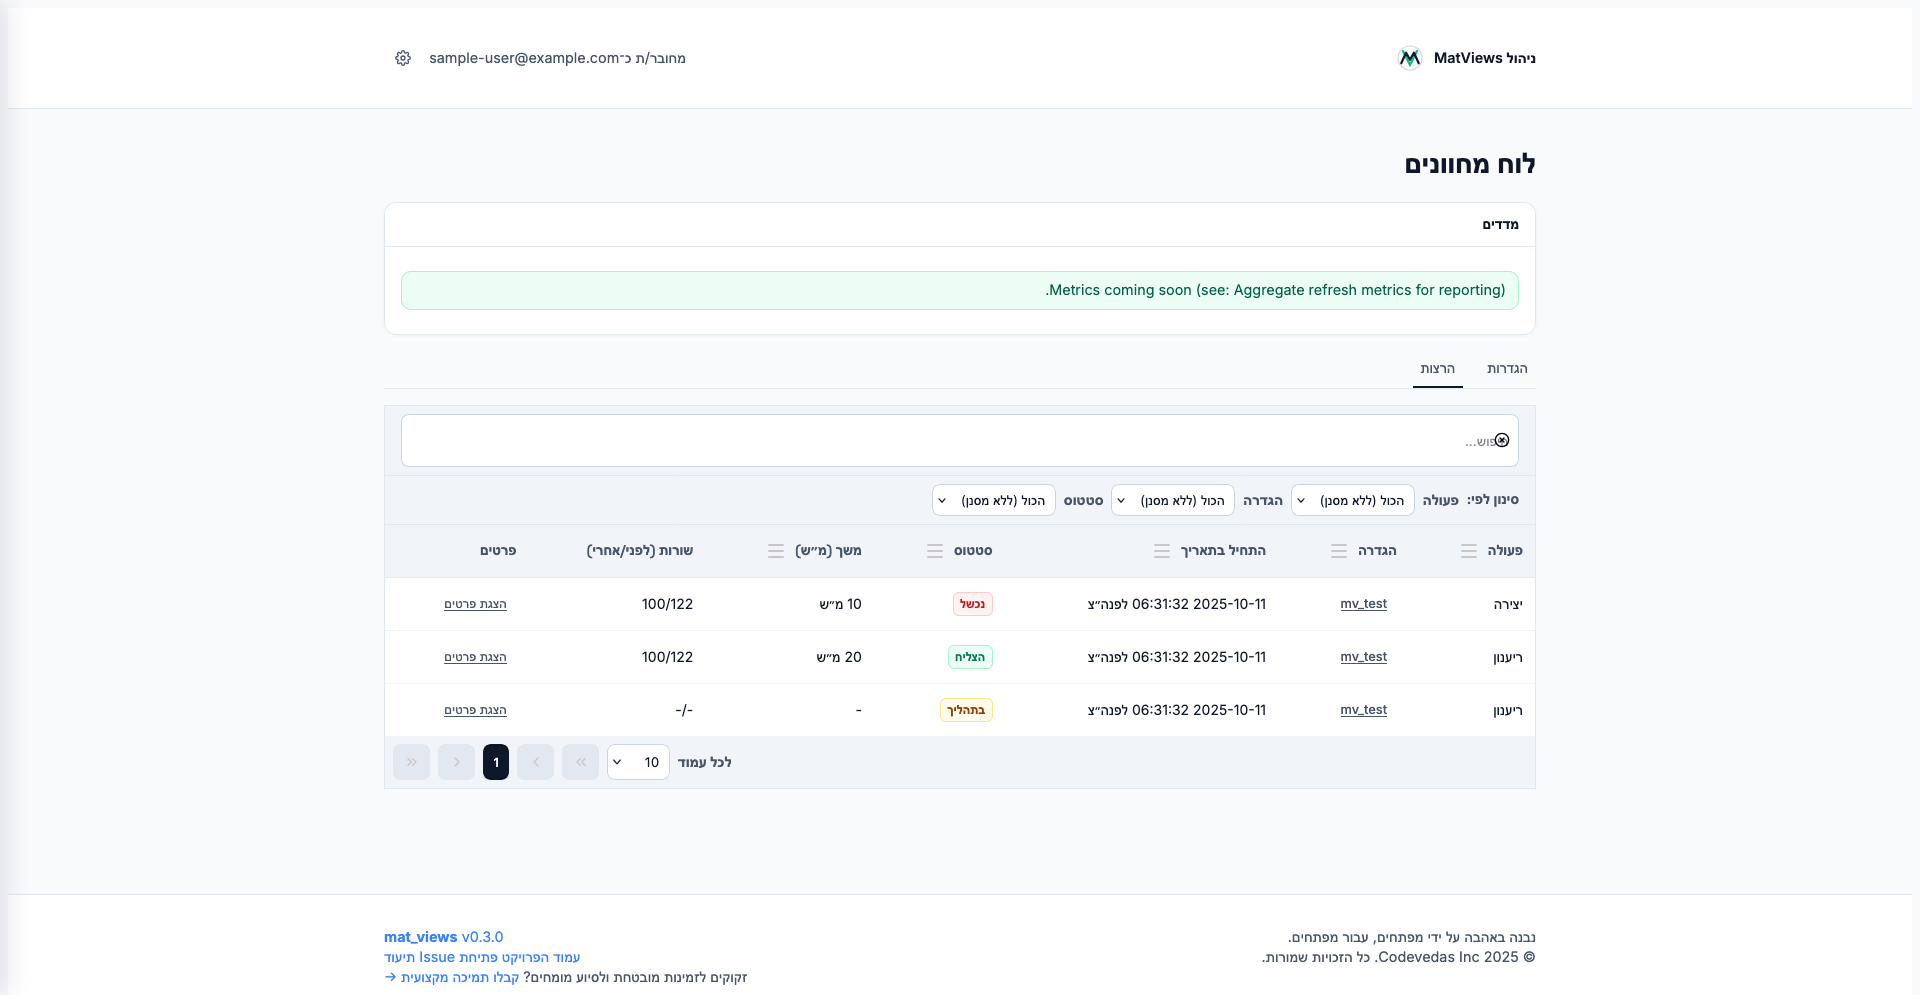 ניהול MatViews
מחובר/ת כ־sample-user@example.com
לוח מחוונים
מדדים
Metrics coming soon (see: Aggregate refresh metrics for reporting).
הגדרות
הרצות
סינון לפי: פעולה הכול (ללא מסנן) הגדרה הכול (ללא מסנן) סטטוס הכול (ללא מסנן)
פעולה הגדרה התחיל בתאריך סטטוס משך (מ״ש) שורות (לפני/אחרי) פרטים
יצירה mv_test 2025-10-11 06:31:32 לפנה״צ נכשל 10 מ״ש 100/122 הצגת פרטים
ריענון mv_test 2025-10-11 06:31:32 לפנה״צ הצליח 20 מ״ש 100/122 הצגת פרטים
ריענון mv_test 2025-10-11 06:31:32 לפנה״צ בתהליך - -/- הצגת פרטים
לכל עמוד 10 « ‹ 1 › »
נבנה באהבה על ידי מפתחים, עבור מפתחים.
© 2025 Codevedas Inc. כל הזכויות שמורות.
mat_views v0.3.0
עמוד הפרויקט פתיחת Issue תיעוד
זקוקים לזמינות מובטחת ולסיוע מומחים? קבלו תמיכה מקצועית →